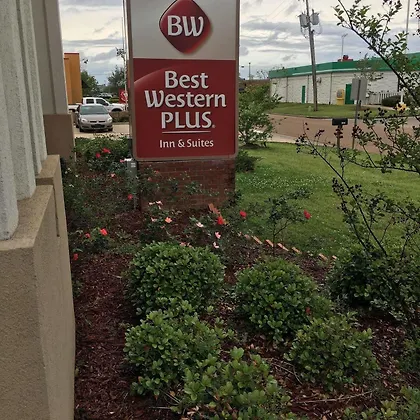 BW
Best
Western
PLUS.
Inn & Suites